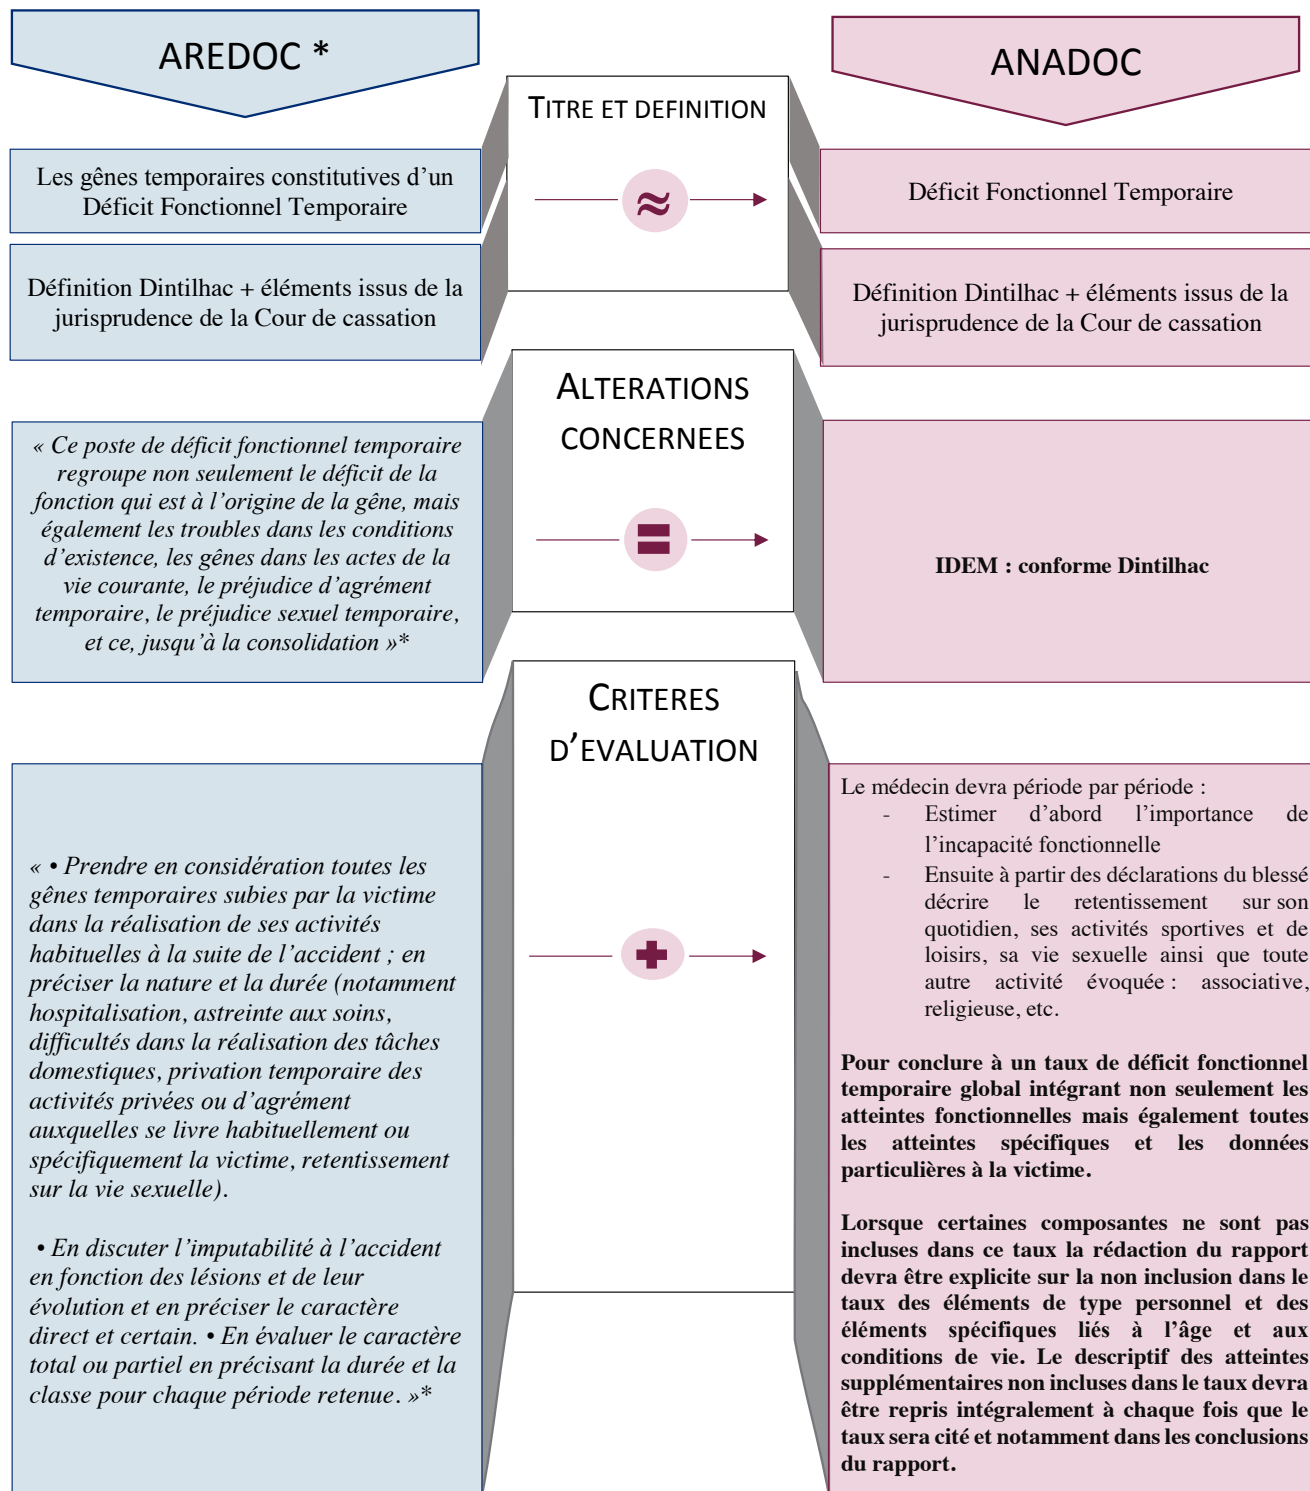 AREDOC *
ANADOC
TITRE ET DEFINITION
≈
Les gênes temporaires constitutives d’un
Déficit Fonctionnel Temporaire
Déficit Fonctionnel Temporaire
Définition Dintilhac + éléments issus de la
jurisprudence de la Cour de cassation
Définition Dintilhac + éléments issus de la
jurisprudence de la Cour de cassation
ALTERATIONS
CONCERNEES
=
« Ce poste de déficit fonctionnel temporaire
regroupe non seulement le déficit de la
fonction qui est à l’origine de la gêne, mais
également les troubles dans les conditions
d’existence, les gênes dans les actes de la
vie courante, le préjudice d’agrément
temporaire, le préjudice sexuel temporaire,
et ce, jusqu’à la consolidation »*
IDEM : conforme Dintilhac
CRITERES
D’EVALUATION
+
« • Prendre en considération toutes les
gênes temporaires subies par la victime
dans la réalisation de ses activités
habituelles à la suite de l’accident ; en
préciser la nature et la durée (notamment
hospitalisation, astreinte aux soins,
difficultés dans la réalisation des tâches
domestiques, privation temporaire des
activités privées ou d’agrément
auxquelles se livre habituellement ou
spécifiquement la victime, retentissement
sur la vie sexuelle).
• En discuter l’imputabilité à l’accident
en fonction des lésions et de leur
évolution et en préciser le caractère
direct et certain. • En évaluer le caractère
total ou partiel en précisant la durée et la
classe pour chaque période retenue. »*
Le médecin devra période par période :
- Estimer d’abord l’importance de
l’incapacité fonctionnelle
- Ensuite à partir des déclarations du blessé
décrire le retentissement sur son
quotidien, ses activités sportives et de
loisirs, sa vie sexuelle ainsi que toute
autre activité évoquée : associative,
religieuse, etc.
Pour conclure à un taux de déficit fonctionnel
temporaire global intégrant non seulement les
atteintes fonctionnelles mais également toutes
les atteintes spécifiques et les données
particulières à la victime.
Lorsque certaines composantes ne sont pas
incluses dans ce taux la rédaction du rapport
devra être explicite sur la non inclusion dans le
taux des éléments de type personnel et des
éléments spécifiques liés à l’âge et aux
conditions de vie. Le descriptif des atteintes
supplémentaires non incluses dans le taux devra
être repris intégralement à chaque fois que le
taux sera cité et notamment dans les conclusions
du rapport.